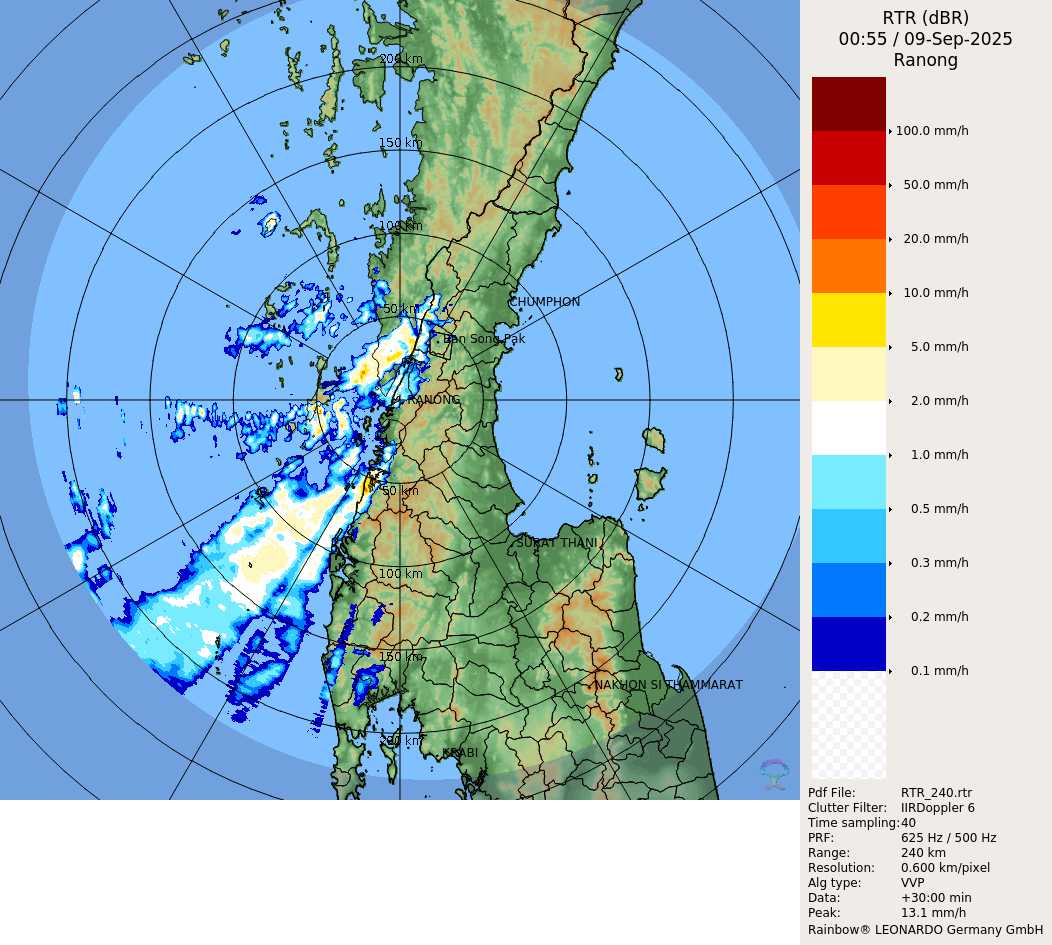 RTR (dBR)
00:55 / 09-Sep-2025
Ranong
100.0 mm/h
50.0 mm/h
20.0 mm/h
10.0 mm/h
5.0 mm/h
2.0 mm/h
1.0 mm/h
0.5 mm/h
0.3 mm/h
0.2 mm/h
0.1 mm/h
200 km
150 km
100 km
50 km
CHUMPHON
Ban Song Pak
RANONG
50 km
SURAT THANI
100 km
150 km
NAKHON SI THAMMARAT
200 km
KRABI
Pdf File: RTR_240.rtr
Clutter Filter: IIRDoppler 6
Time sampling: 40
PRF: 625 Hz / 500 Hz
Range: 240 km
Resolution: 0.600 km/pixel
Alg type: VVP
Data: +30:00 min
Peak: 13.1 mm/h
Rainbow® LEONARDO Germany GmbH